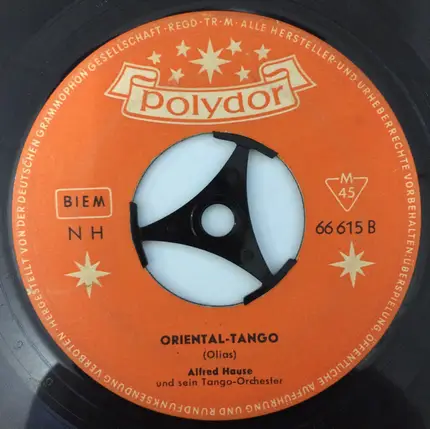 HERGESTELLT VON DER DEUTSCHEN GRAMMOPHON GESELLSCHAFT · REGD · TR · M · ALLE HERSTELLER- UND URHEBERRECHTE VORBEHALTEN · ÜBERSPIELUNG, ÖFFENTLICHE AUFFÜHRUNG UND RUNDFUNKSENDUNG VERBOTEN ·
polydor
BIEM
N H
M
45
66 615 B
ORIENTAL-TANGO
(Olias)
Alfred Hause
und sein Tango-Orchester